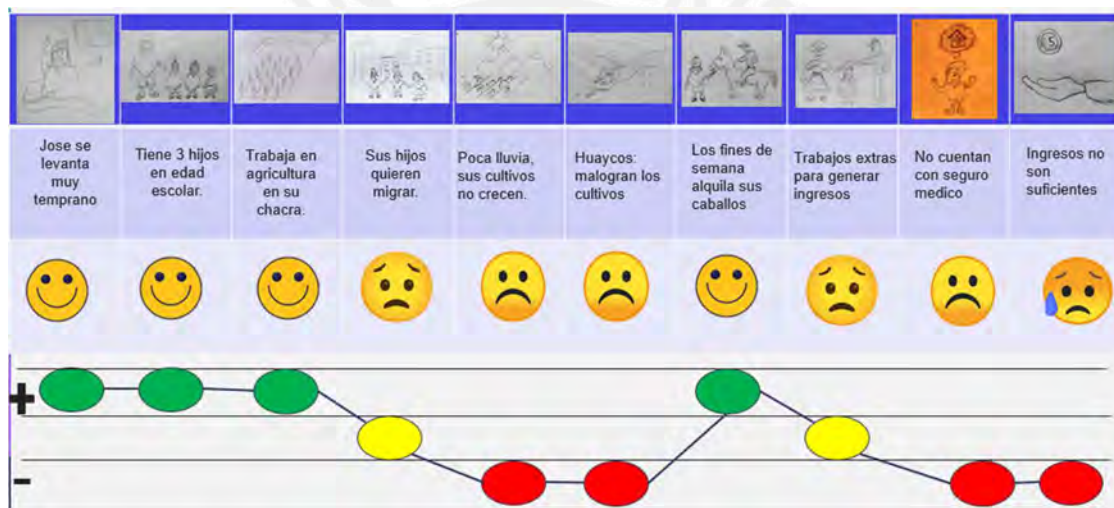 Jose se
levanta
muy
temprano
Tiene 3 hijos
en edad
escolar.
Trabaja en
agricultura
en su
chacra.
Sus hijos
quieren
migrar.
Poca lluvia,
sus cultivos
no crecen.
Huaycos:
malogran los
cultivos
Los fines de
semana
alquila sus
caballos
Trabajos extras
para generar
ingresos
No cuentan
con seguro
medico
Ingresos no
son
suficientes
+
-